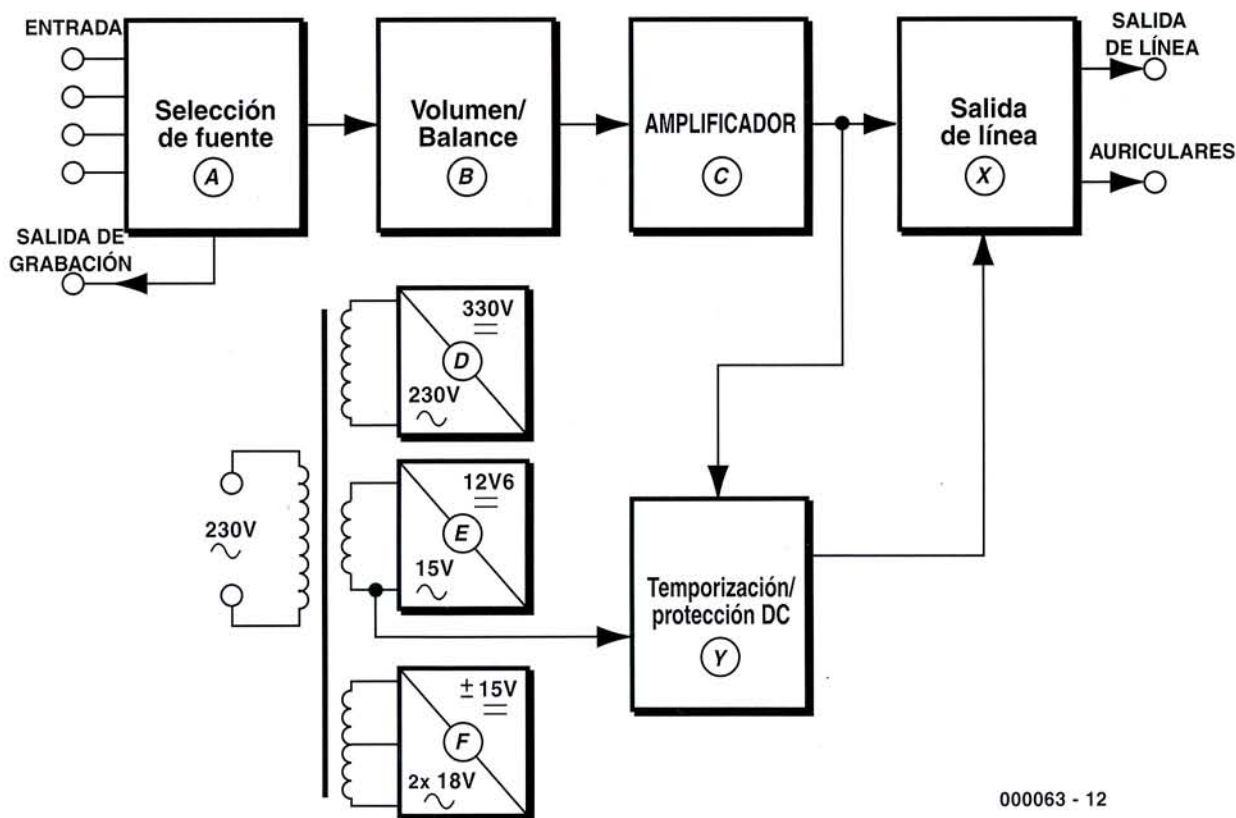 ENTRADA
Selección
de fuente
A
SALIDA DE
GRABACIÓN
Volumen/
Balance
B
AMPLIFICADOR
C
Salida
de línea
X
SALIDA
DE LÍNEA
AURICULARES
330V
D
230V
230V
12V6
E
15V
± 15V
F
2x 18V
Temporización/
protección DC
Y
000063 - 12